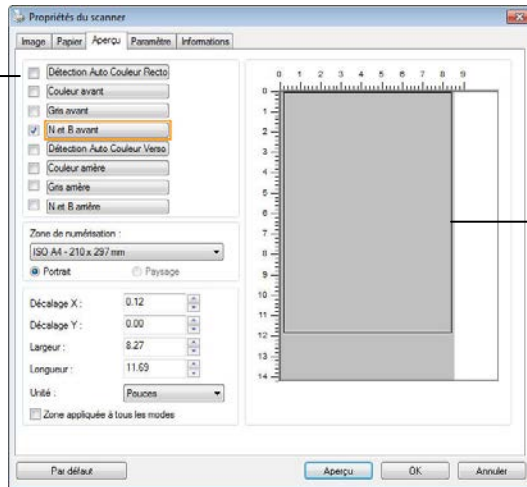 Propriétés du scanner
Image Papier Aperçu Paramètre Informations
Détection Auto Couleur Recto
Couleur avant
Gris avant
N et B avant
Détection Auto Couleur Verso
Couleur arrière
Gris arrière
N et B arrière
Zone de numérisation :
ISO A4 - 210 x 297 mm
Portrait Paysage
Décalage X : 0.12
Décalage Y : 0.00
Largeur : 8.27
Longueur : 11.69
Unité : Pouces
Zone appliquée à tous les modes
0 1 2 3 4 5 6 7 8 9
0
1
2
3
4
5
6
7
8
9
10
11
12
13
14
Par défaut Aperçu OK Annuler